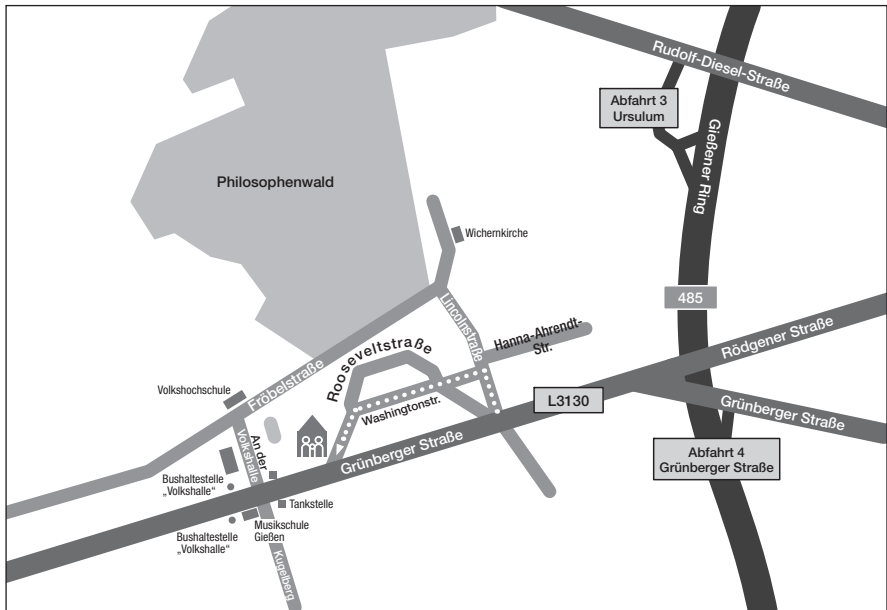 Rudolf-Diesel-Straße
Abfahrt 3
Ursulum
Gießener Ring
Philosophenwald
Wichernkirche
485
Lincolnstraße
Hanna-Ahrendt-
Str.
Rödgener Straße
Rooseveltstraße
Volkshochschule
Fröbelstraße
Washingtonstr.
L3130
Grünberger Straße
Grünberger Straße
An der
Volkshalle
Abfahrt 4
Grünberger Straße
Bushaltestelle
„Volkshalle“
Tankstelle
Musikschule
Gießen
Bushaltestelle
„Volkshalle“
Kugelberg